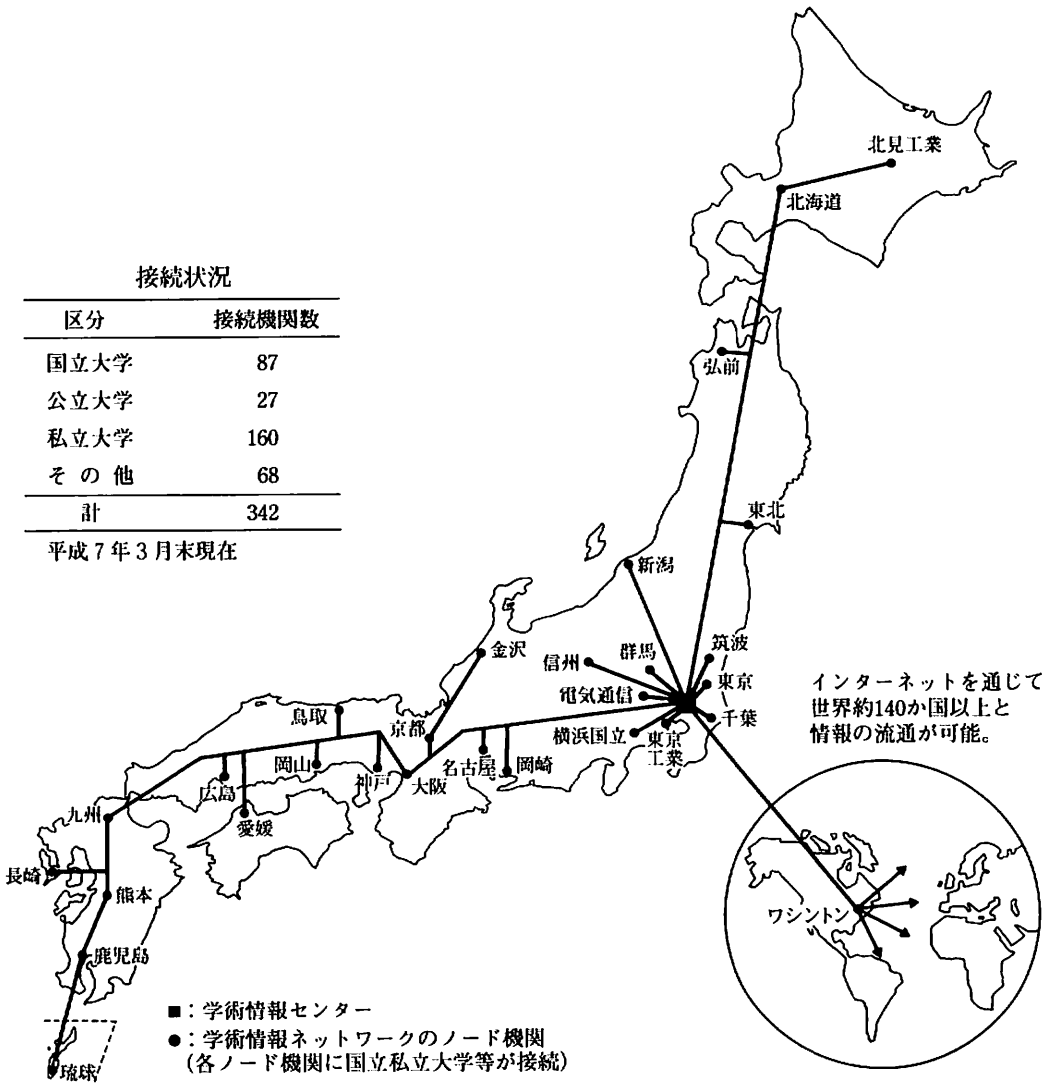 北見工業
北海道
接続状況
区分 接続機関数
国立大学 87
公立大学 27
私立大学 160
その他 68
計 342
平成7年3月末現在
弘前
東北
新潟
金沢
信州
群馬
筑波
電気通信
東京
千葉
横浜国立
東京
工業
インターネットを通じて
世界約140か国以上と
情報の流通が可能。
鳥取
京都
岡山
神戸
大阪
名古屋
岡崎
広島
愛媛
九州
長崎
熊本
鹿児島
琉球
ワシントン
■：学術情報センター
●：学術情報ネットワークのノード機関
（各ノード機関に国立私立大学等が接続）